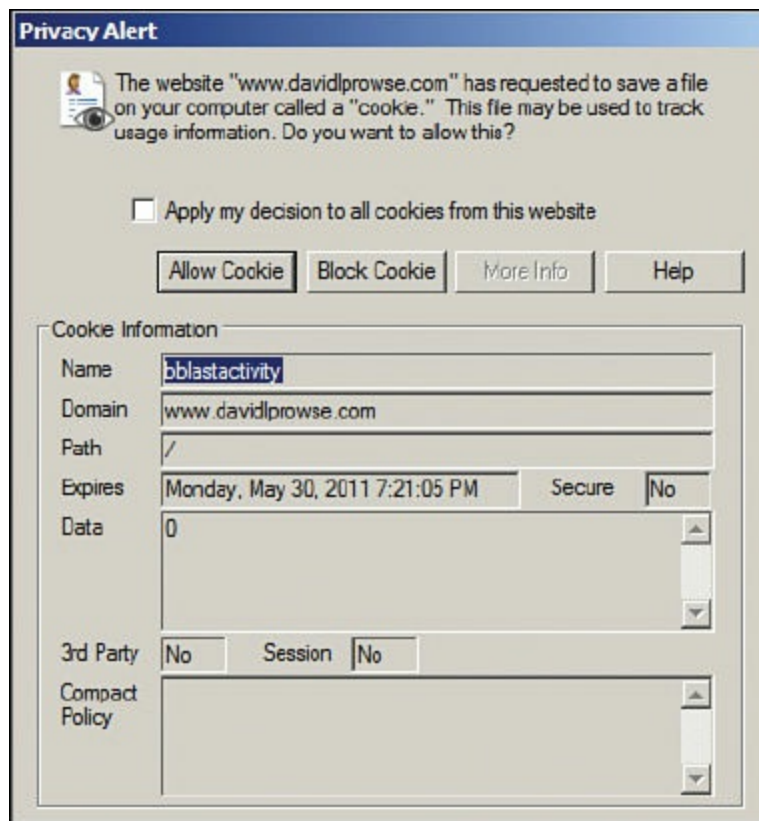 Privacy Alert
The website "www.davidlprowse.com" has requested to save a file
on your computer called a "cookie." This file may be used to track
usage information. Do you want to allow this?
Apply my decision to all cookies from this website
Allow Cookie Block Cookie More Info Help
Cookie Information
Name bblastactivity
Domain www.davidlprowse.com
Path /
Expires Monday, May 30, 2011 7:21:05 PM Secure No
Data 0
3rd Party No Session No
Compact
Policy